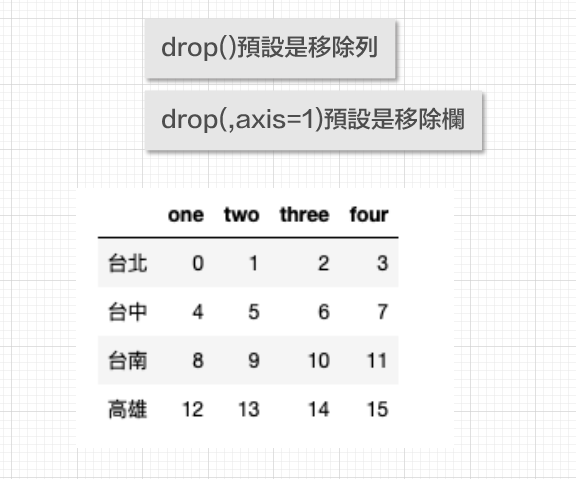 drop()預設是移除列
drop(,axis=1)預設是移除欄
one two three four
台北 0 1 2 3
台中 4 5 6 7
台南 8 9 10 11
高雄 12 13 14 15